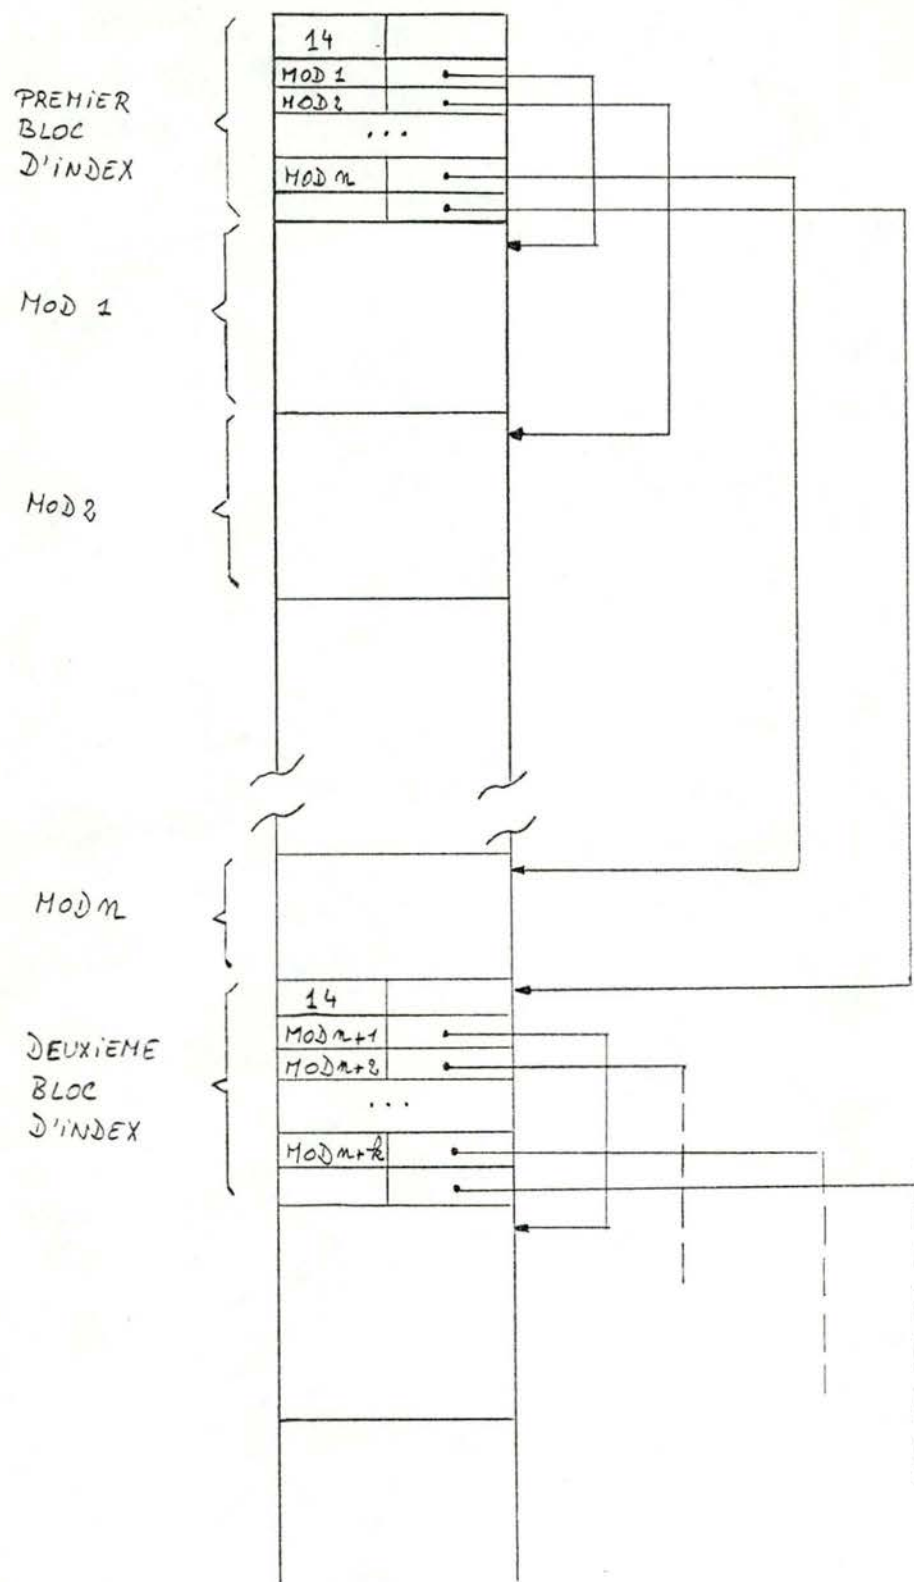 14
MOD 1
MOD 2
...
MOD n
PREMIER
BLOC
D'INDEX
MOD 1
MOD 2
MOD n
14
MOD n+1
MOD n+2
...
MOD n+k
DEUXIEME
BLOC
D'INDEX